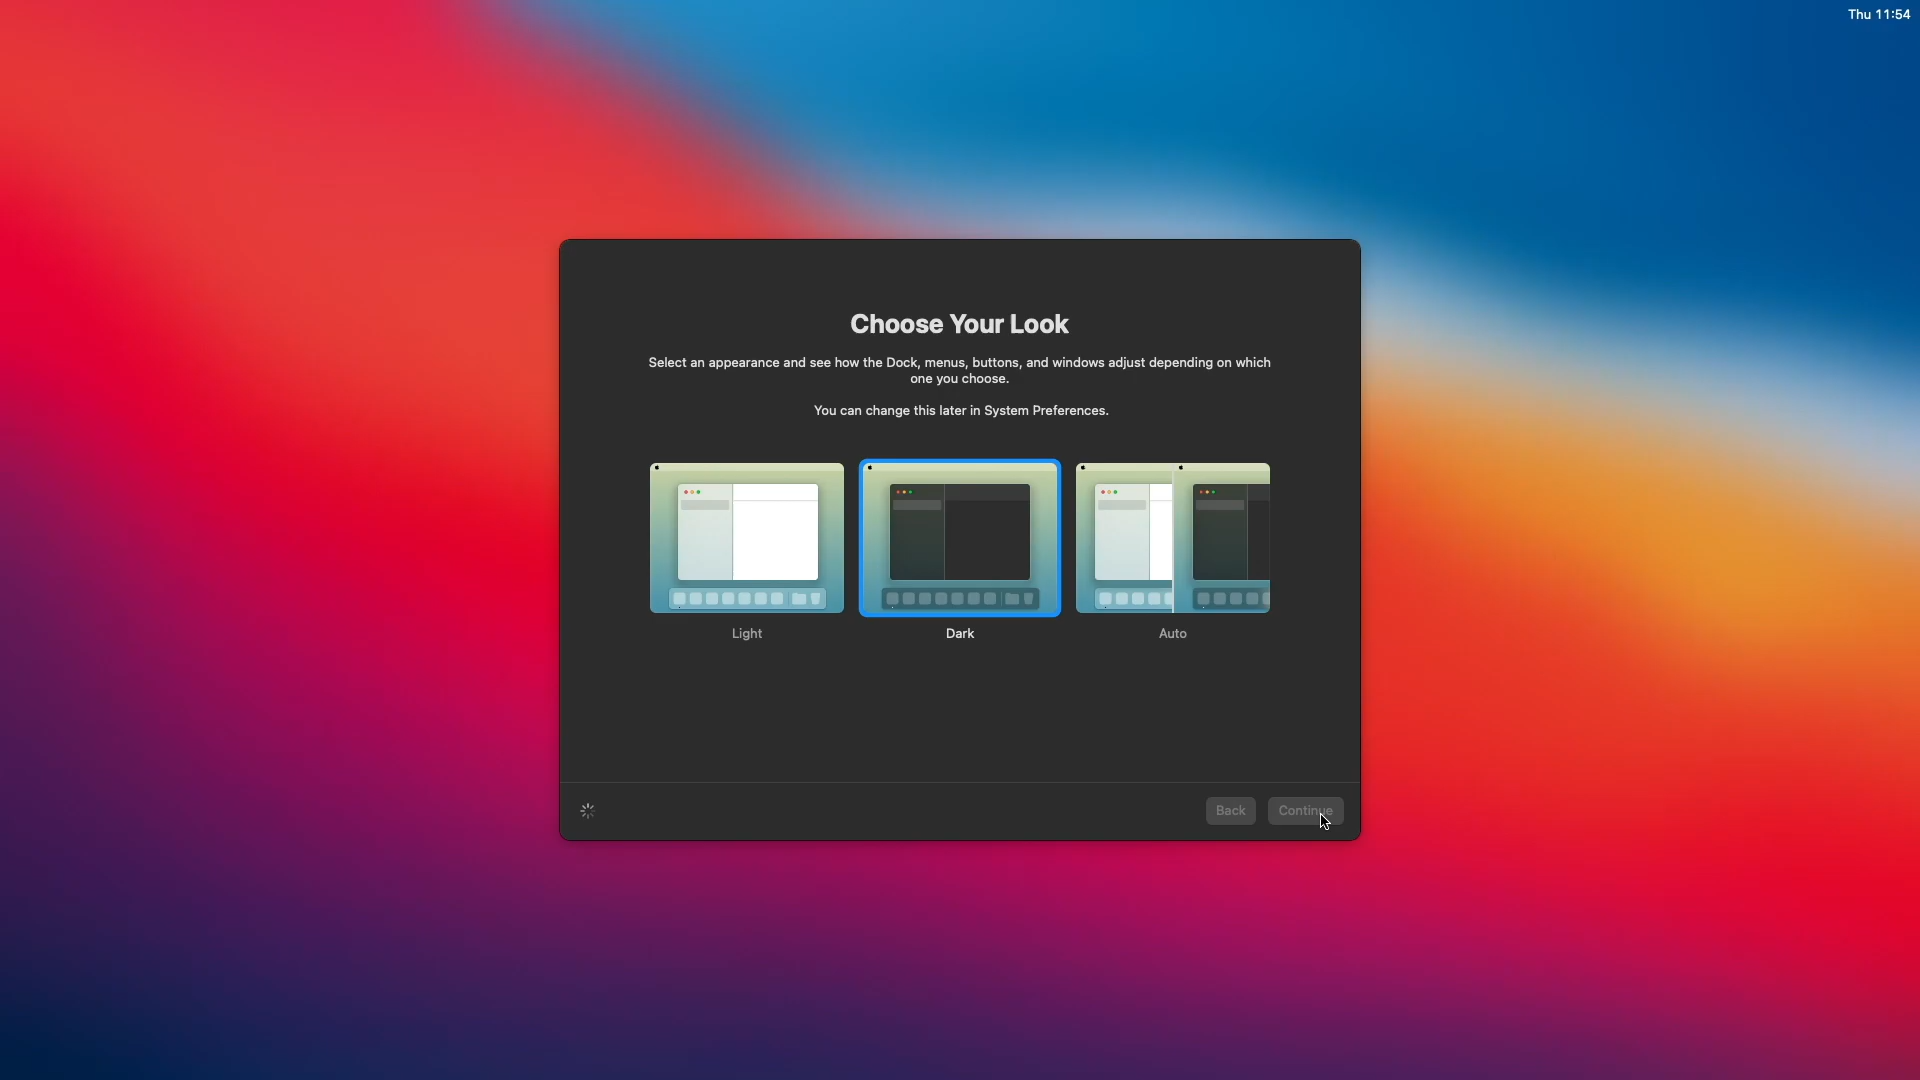 Thu 11:54
Choose Your Look
Select an appearance and see how the Dock, menus, buttons, and windows adjust depending on which
one you choose.
You can change this later in System Preferences.
Light
Dark
Auto
Back
Continue